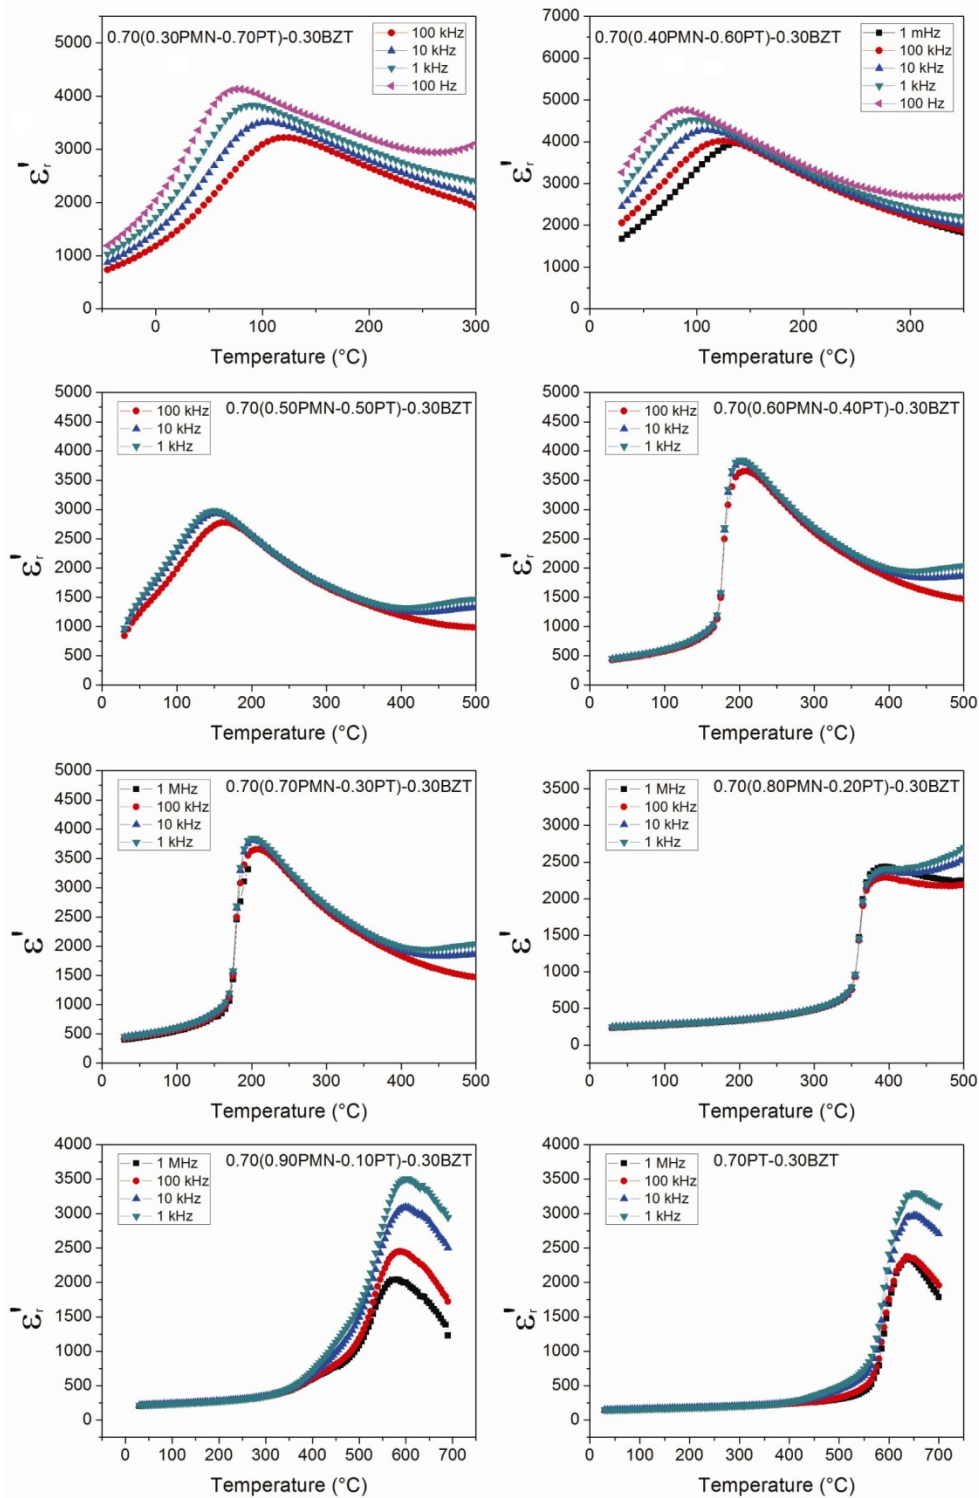 0.70(0.30PMN-0.70PT)-0.30BZT
100 kHz
10 kHz
1 kHz
100 Hz
5000
4000
3000
2000
1000
0
ε'r
0 100 200 300
Temperature (°C)
0.70(0.40PMN-0.60PT)-0.30BZT
1 mHz
100 kHz
10 kHz
1 kHz
100 Hz
7000
6000
5000
4000
3000
2000
1000
0
ε'r
0 100 200 300
Temperature (°C)
0.70(0.50PMN-0.50PT)-0.30BZT
100 kHz
10 kHz
1 kHz
5000
4500
4000
3500
3000
2500
2000
1500
1000
500
0
ε'r
0 100 200 300 400 500
Temperature (°C)
0.70(0.60PMN-0.40PT)-0.30BZT
100 kHz
10 kHz
1 kHz
5000
4500
4000
3500
3000
2500
2000
1500
1000
500
0
ε'r
0 100 200 300 400 500
Temperature (°C)
0.70(0.70PMN-0.30PT)-0.30BZT
1 MHz
100 kHz
10 kHz
1 kHz
5000
4500
4000
3500
3000
2500
2000
1500
1000
500
0
ε'
0 100 200 300 400 500
Temperature (°C)
0.70(0.80PMN-0.20PT)-0.30BZT
1 MHz
100 kHz
10 kHz
1 kHz
3500
3000
2500
2000
1500
1000
500
0
ε'
0 100 200 300 400 500
Temperature (°C)
0.70(0.90PMN-0.10PT)-0.30BZT
1 MHz
100 kHz
10 kHz
1 kHz
4000
3500
3000
2500
2000
1500
1000
500
0
ε'r
0 100 200 300 400 500 600 700
Temperature (°C)
0.70PT-0.30BZT
1 MHz
100 kHz
10 kHz
1 kHz
4000
3500
3000
2500
2000
1500
1000
500
0
ε'r
0 100 200 300 400 500 600 700
Temperature (°C)